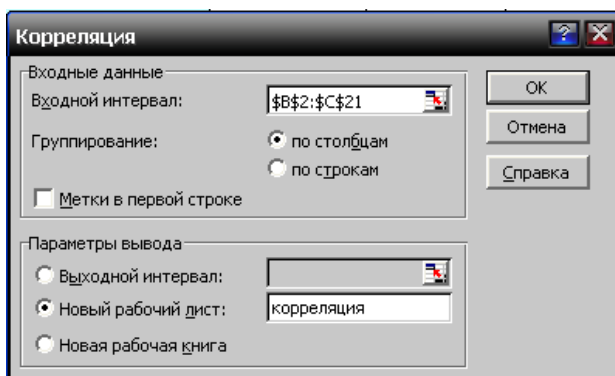 Корреляция
Входные данные
Входной интервал: $B$2:$C$21
Группирование: по столбцам
по строкам
Метки в первой строке
Параметры вывода
Выходной интервал:
Новый рабочий лист: корреляция
Новая рабочая книга
ОК
Отмена
Справка